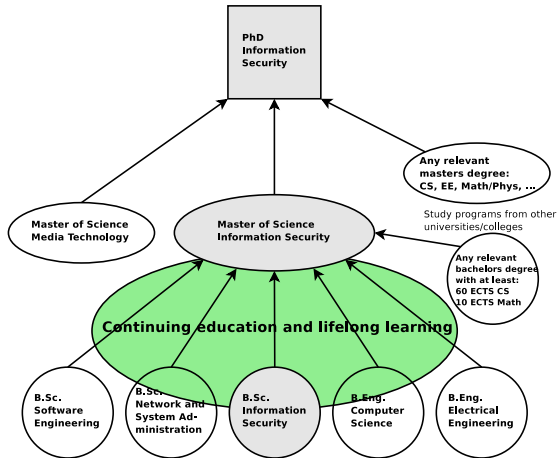 PhD
Information
Security
Any relevant
masters degree:
CS, EE, Math/Phys, ...
Master of Science
Media Technology
Master of Science
Information Security
Study programs from other
universities/colleges
Any relevant
bachelors degree
with at least:
60 ECTS CS
10 ECTS Math
Continuing education and lifelong learning
B.Sc.
Software
Engineering
B.Sc.
Network and
System Ad-
ministration
B.Sc.
Information
Security
B.Eng.
Computer
Science
B.Eng.
Electrical
Engineering